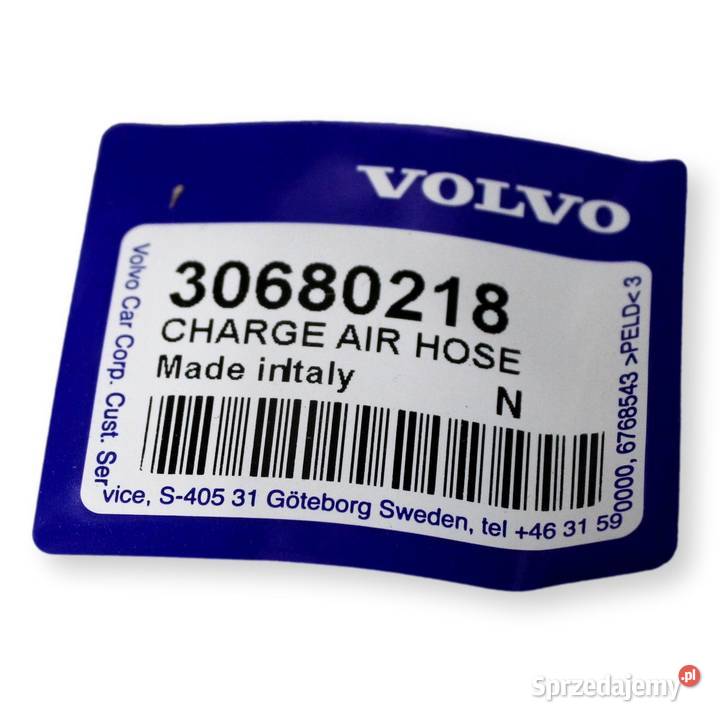 VOLVO
30680218
CHARGE AIR HOSE
Made inItaly
N
Volvo Car Corp. Cust. Service, S-405 31 Göteborg Sweden, tel +46 31 590000, 6768543 >PELD< 3
Sprzedajemy.pl